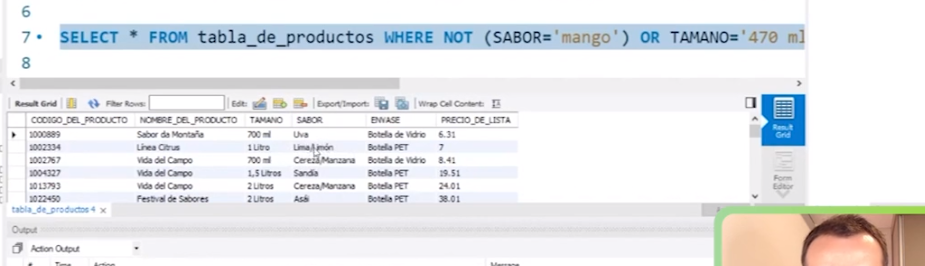 6
7 • SELECT * FROM tabla_de_productos WHERE NOT (SABOR='mango') OR TAMANO='470 ml
8
Result Grid Filter Rows: Edit: Export/Import: Wrap Cell Content:
CODIGO_DEL_PRODUCTO NOMBRE_DEL_PRODUCTO TAMANO SABOR ENVASE PRECIO_DE_LISTA
1000889 Sabor da Montaña 700 ml Uva Botella de Vidrio 6.31
1002334 Línea Citrus 1 Litro Lima/Limón Botella PET 7
1002767 Vida del Campo 700 ml Cereza/Manzana Botella de Vidrio 8.41
1004327 Vida del Campo 1,5 Litros Sandía Botella PET 19.51
1013793 Vida del Campo 2 Litros Cereza/Manzana Botella PET 24.01
1022450 Festival de Sabores 2 Litros Asái Botella PET 38.01
Result
Grid
Form
Editor
tabla_de_productos 4 ×
Output
Action Output
# Time Action Message